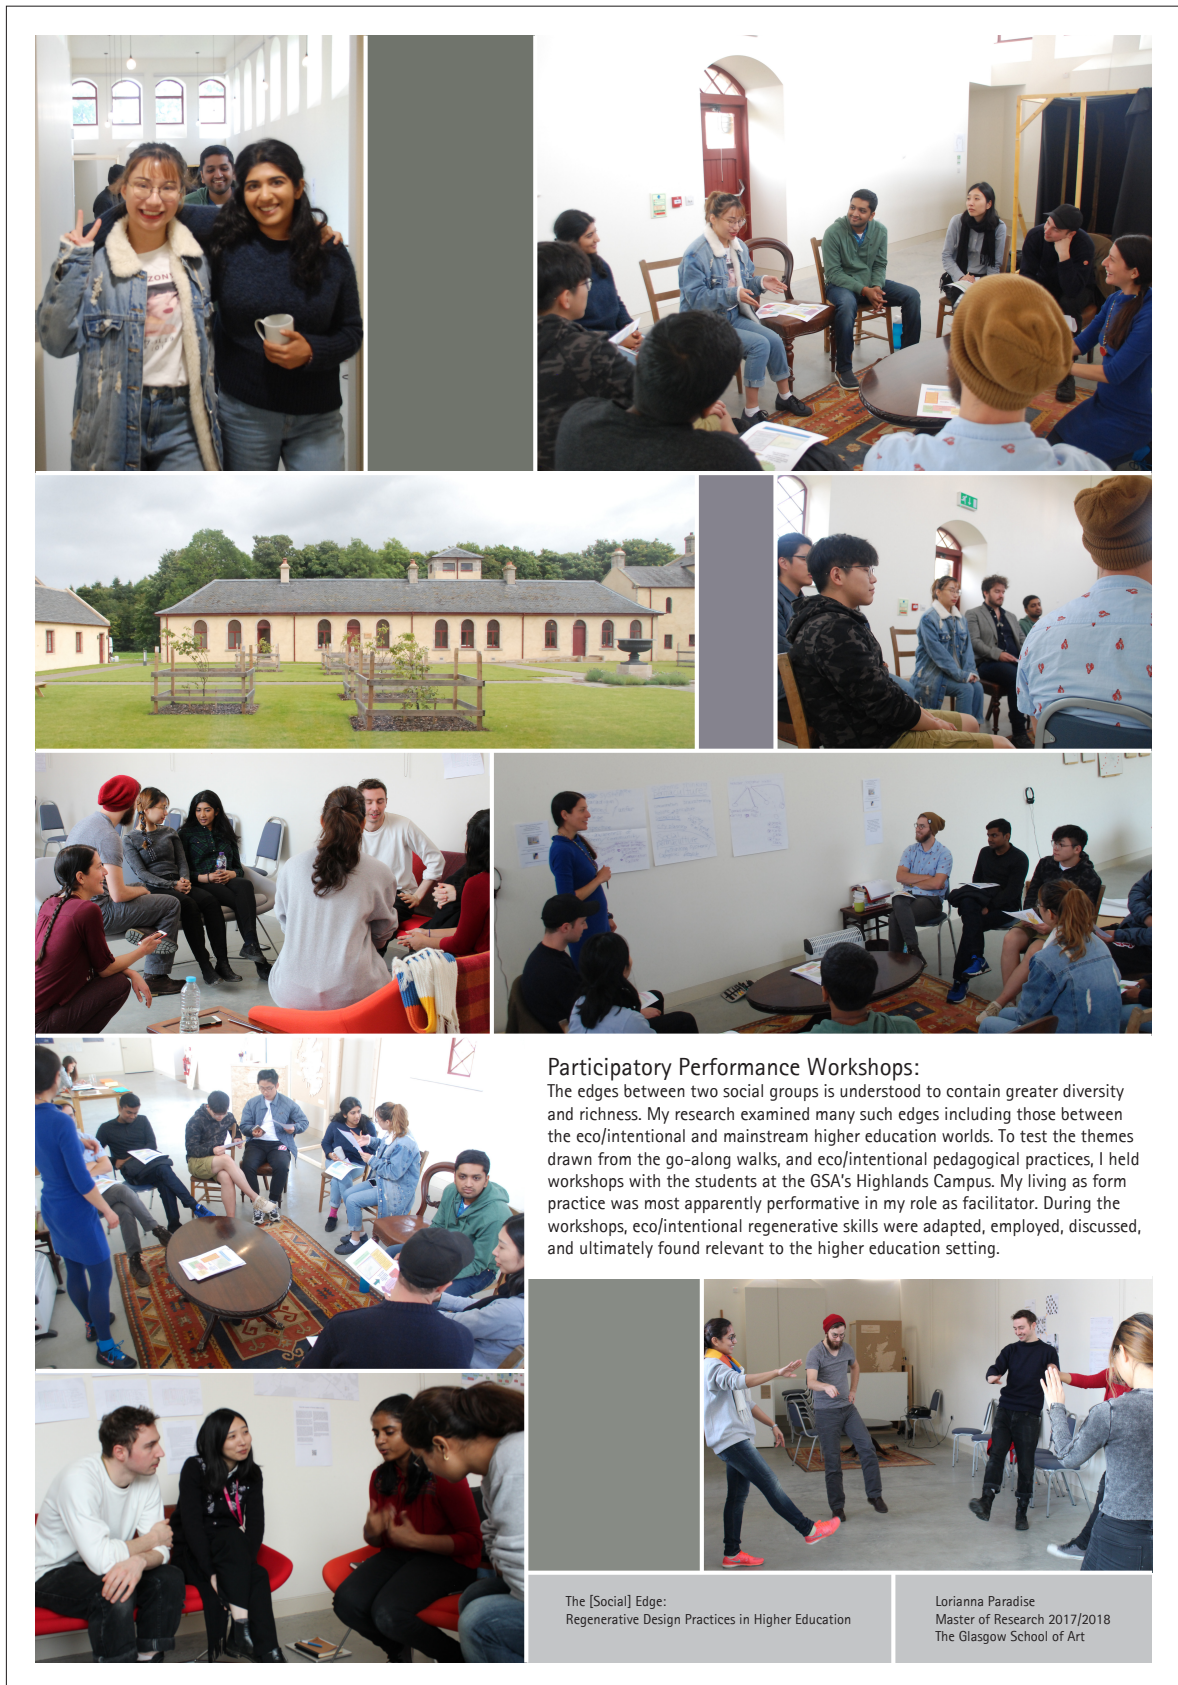 Participatory Performance Workshops:
The edges between two social groups is understood to contain greater diversity
and richness. My research examined many such edges including those between
the eco/intentional and mainstream higher education worlds. To test the themes
drawn from the go-along walks, and eco/intentional pedagogical practices, I held
workshops with the students at the GSA's Highlands Campus. My living as form
practice was most apparently performative in my role as facilitator. During the
workshops, eco/intentional regenerative skills were adapted, employed, discussed,
and ultimately found relevant to the higher education setting.
The [Social] Edge:
Regenerative Design Practices in Higher Education
Lorianna Paradise
Master of Research 2017/2018
The Glasgow School of Art